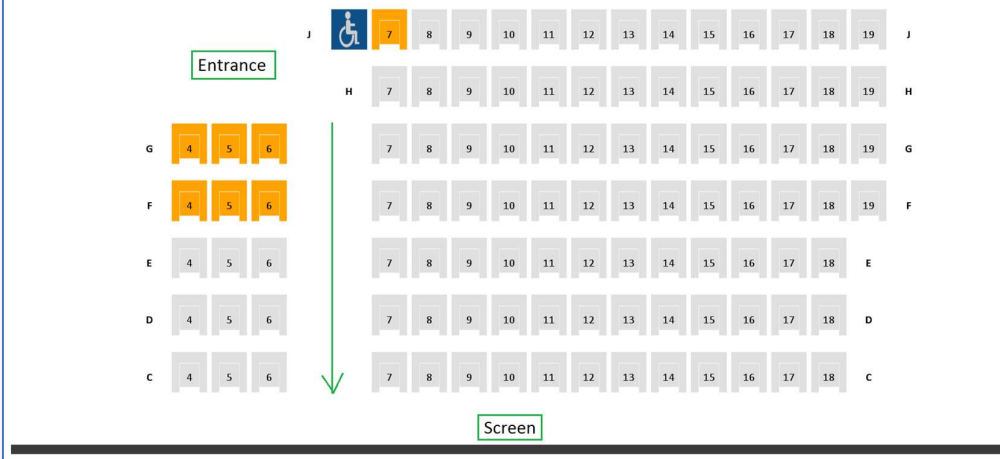 J 7 8 9 10 11 12 13 14 15 16 17 18 19 J
Entrance
H 7 8 9 10 11 12 13 14 15 16 17 18 19 H
G 4 5 6 7 8 9 10 11 12 13 14 15 16 17 18 19 G
F 4 5 6 7 8 9 10 11 12 13 14 15 16 17 18 19 F
E 4 5 6 7 8 9 10 11 12 13 14 15 16 17 18 E
D 4 5 6 7 8 9 10 11 12 13 14 15 16 17 18 D
C 4 5 6 7 8 9 10 11 12 13 14 15 16 17 18 C
Screen